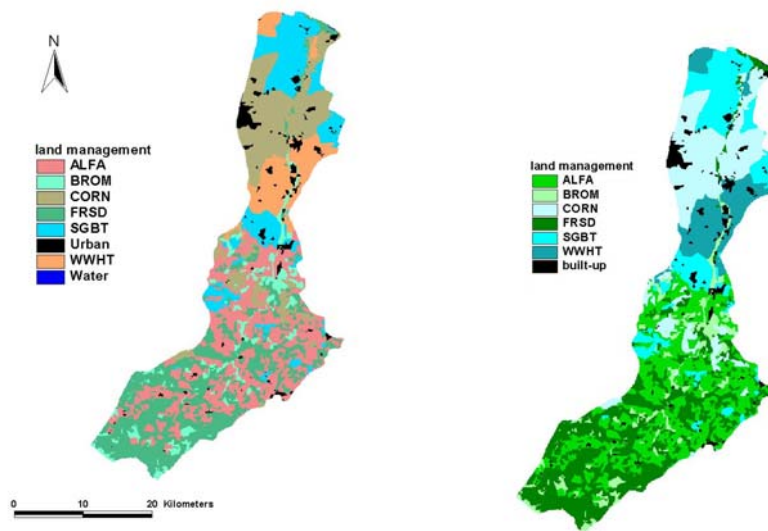 N
land management
ALFA
BROM
CORN
FRSD
SGBT
Urban
WWHT
Water
0 10 20 Kilometers
land management
ALFA
BROM
CORN
FRSD
SGBT
WWHT
built-up